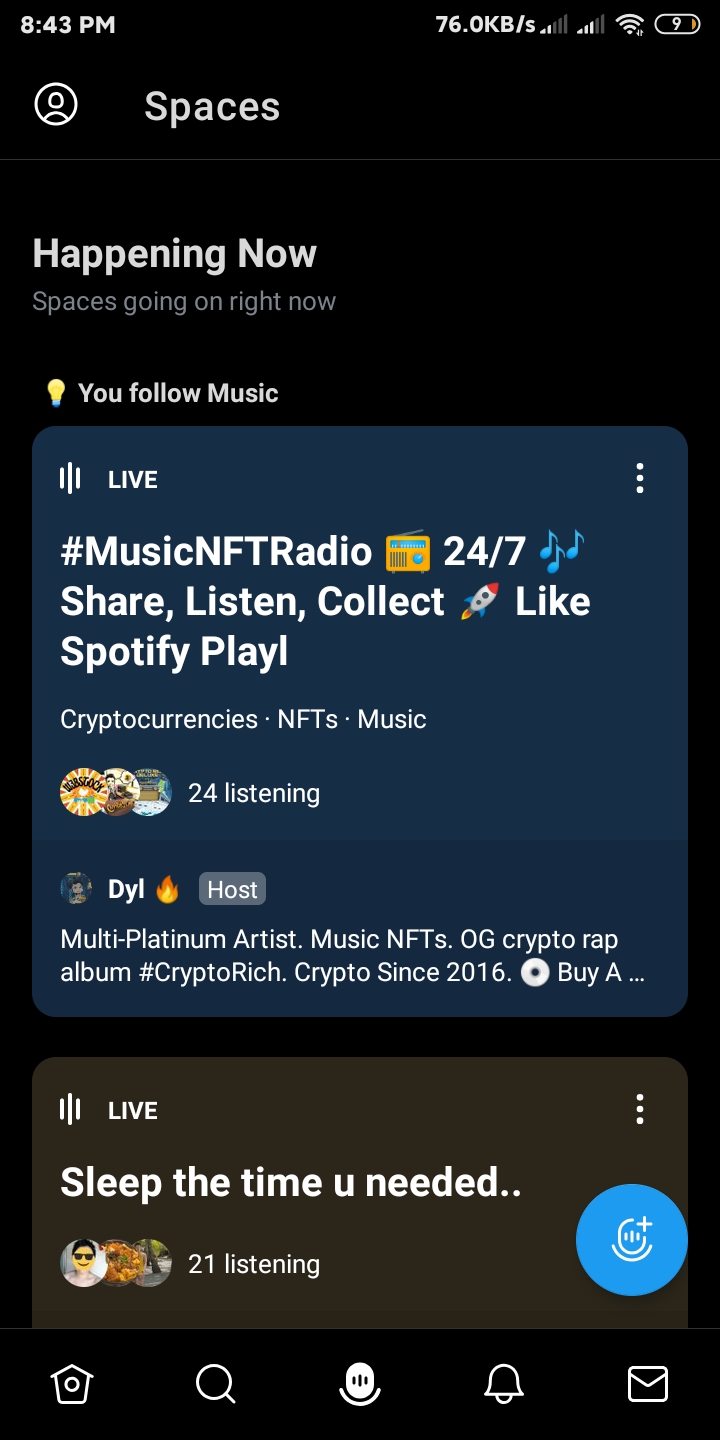 8:43 PM 76.0KB/s 9
Spaces
Happening Now
Spaces going on right now
💡 You follow Music
LIVE
#MusicNFTRadio 📻 24/7 🎶
Share, Listen, Collect 🚀 Like
Spotify Playl
Cryptocurrencies · NFTs · Music
24 listening
Dyl 🔥 Host
Multi-Platinum Artist. Music NFTs. OG crypto rap
album #CryptoRich. Crypto Since 2016. 💿 Buy A ...
LIVE
Sleep the time u needed..
21 listening